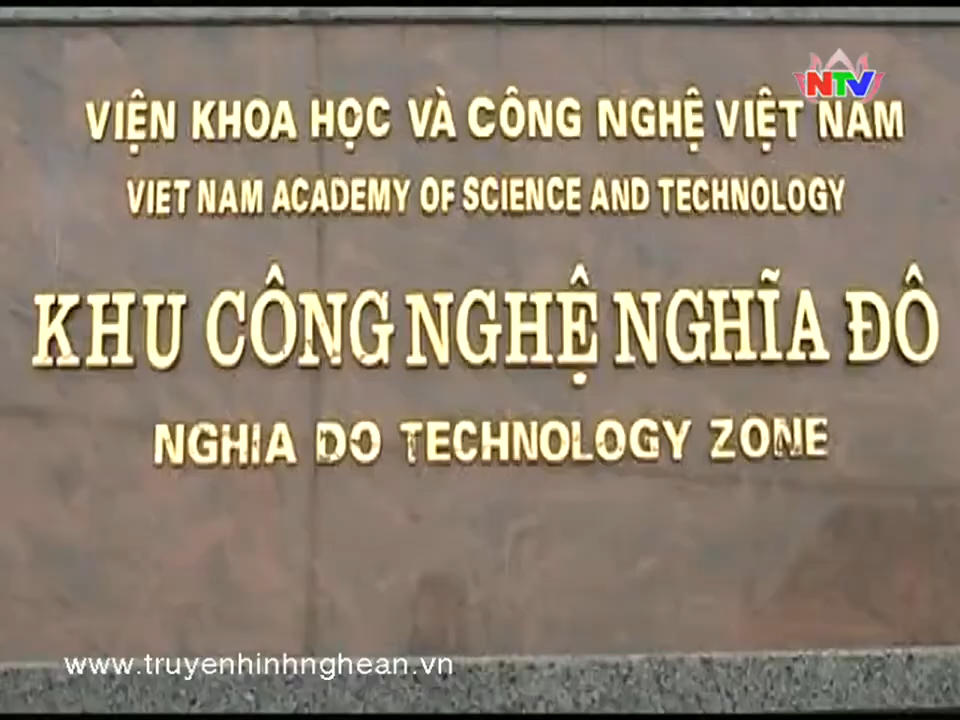 NTV
VIỆN KHOA HỌC VÀ CÔNG NGHỆ VIỆT NAM
VIET NAM ACADEMY OF SCIENCE AND TECHNOLOGY
KHU CÔNG NGHỆ NGHĨA ĐÔ
NGHIA DO TECHNOLOGY ZONE
www.truyenhinhnghean.vn